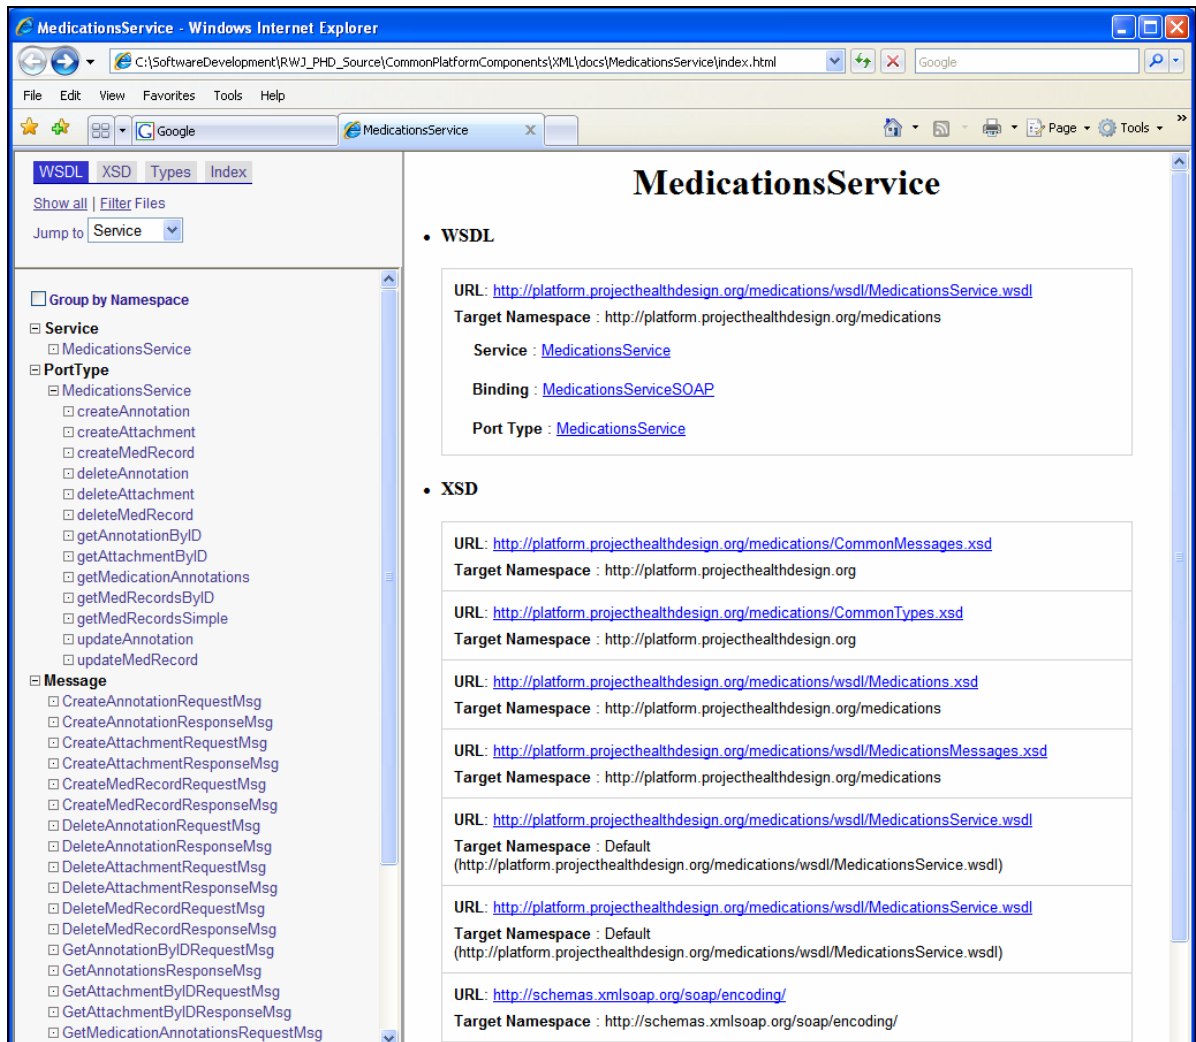 MedicationsService - Windows Internet Explorer
C:\SoftwareDevelopment\RWJ_PHD_Source\CommonPlatformComponents\XML\docs\MedicationsService\index.html
Google
File Edit View Favorites Tools Help
Google
MedicationsService
Page
Tools
WSDL XSD Types Index
Show all | Filter Files
Jump to Service
Group by Namespace
Service
MedicationsService
PortType
MedicationsService
createAnnotation
createAttachment
createMedRecord
deleteAnnotation
deleteAttachment
deleteMedRecord
getAnnotationByID
getAttachmentByID
getMedicationAnnotations
getMedRecordsByID
getMedRecordsSimple
updateAnnotation
updateMedRecord
Message
CreateAnnotationRequestMsg
CreateAnnotationResponseMsg
CreateAttachmentRequestMsg
CreateAttachmentResponseMsg
CreateMedRecordRequestMsg
CreateMedRecordResponseMsg
DeleteAnnotationRequestMsg
DeleteAnnotationResponseMsg
DeleteAttachmentRequestMsg
DeleteAttachmentResponseMsg
DeleteMedRecordRequestMsg
DeleteMedRecordResponseMsg
GetAnnotationByIDRequestMsg
GetAnnotationsResponseMsg
GetAttachmentByIDRequestMsg
GetAttachmentByIDResponseMsg
GetMedicationAnnotationsRequestMsg
MedicationsService
• WSDL
URL: http://platform.projecthealthdesign.org/medications/wsdl/MedicationsService.wsdl
Target Namespace : http://platform.projecthealthdesign.org/medications
Service : MedicationsService
Binding : MedicationsServiceSOAP
Port Type : MedicationsService
• XSD
URL: http://platform.projecthealthdesign.org/medications/CommonMessages.xsd
Target Namespace : http://platform.projecthealthdesign.org
URL: http://platform.projecthealthdesign.org/medications/CommonTypes.xsd
Target Namespace : http://platform.projecthealthdesign.org
URL: http://platform.projecthealthdesign.org/medications/wsdl/Medications.xsd
Target Namespace : http://platform.projecthealthdesign.org/medications
URL: http://platform.projecthealthdesign.org/medications/wsdl/MedicationsMessages.xsd
Target Namespace : http://platform.projecthealthdesign.org/medications
URL: http://platform.projecthealthdesign.org/medications/wsdl/MedicationsService.wsdl
Target Namespace : Default
(http://platform.projecthealthdesign.org/medications/wsdl/MedicationsService.wsdl)
URL: http://platform.projecthealthdesign.org/medications/wsdl/MedicationsService.wsdl
Target Namespace : Default
(http://platform.projecthealthdesign.org/medications/wsdl/MedicationsService.wsdl)
URL: http://schemas.xmlsoap.org/soap/encoding/
Target Namespace : http://schemas.xmlsoap.org/soap/encoding/